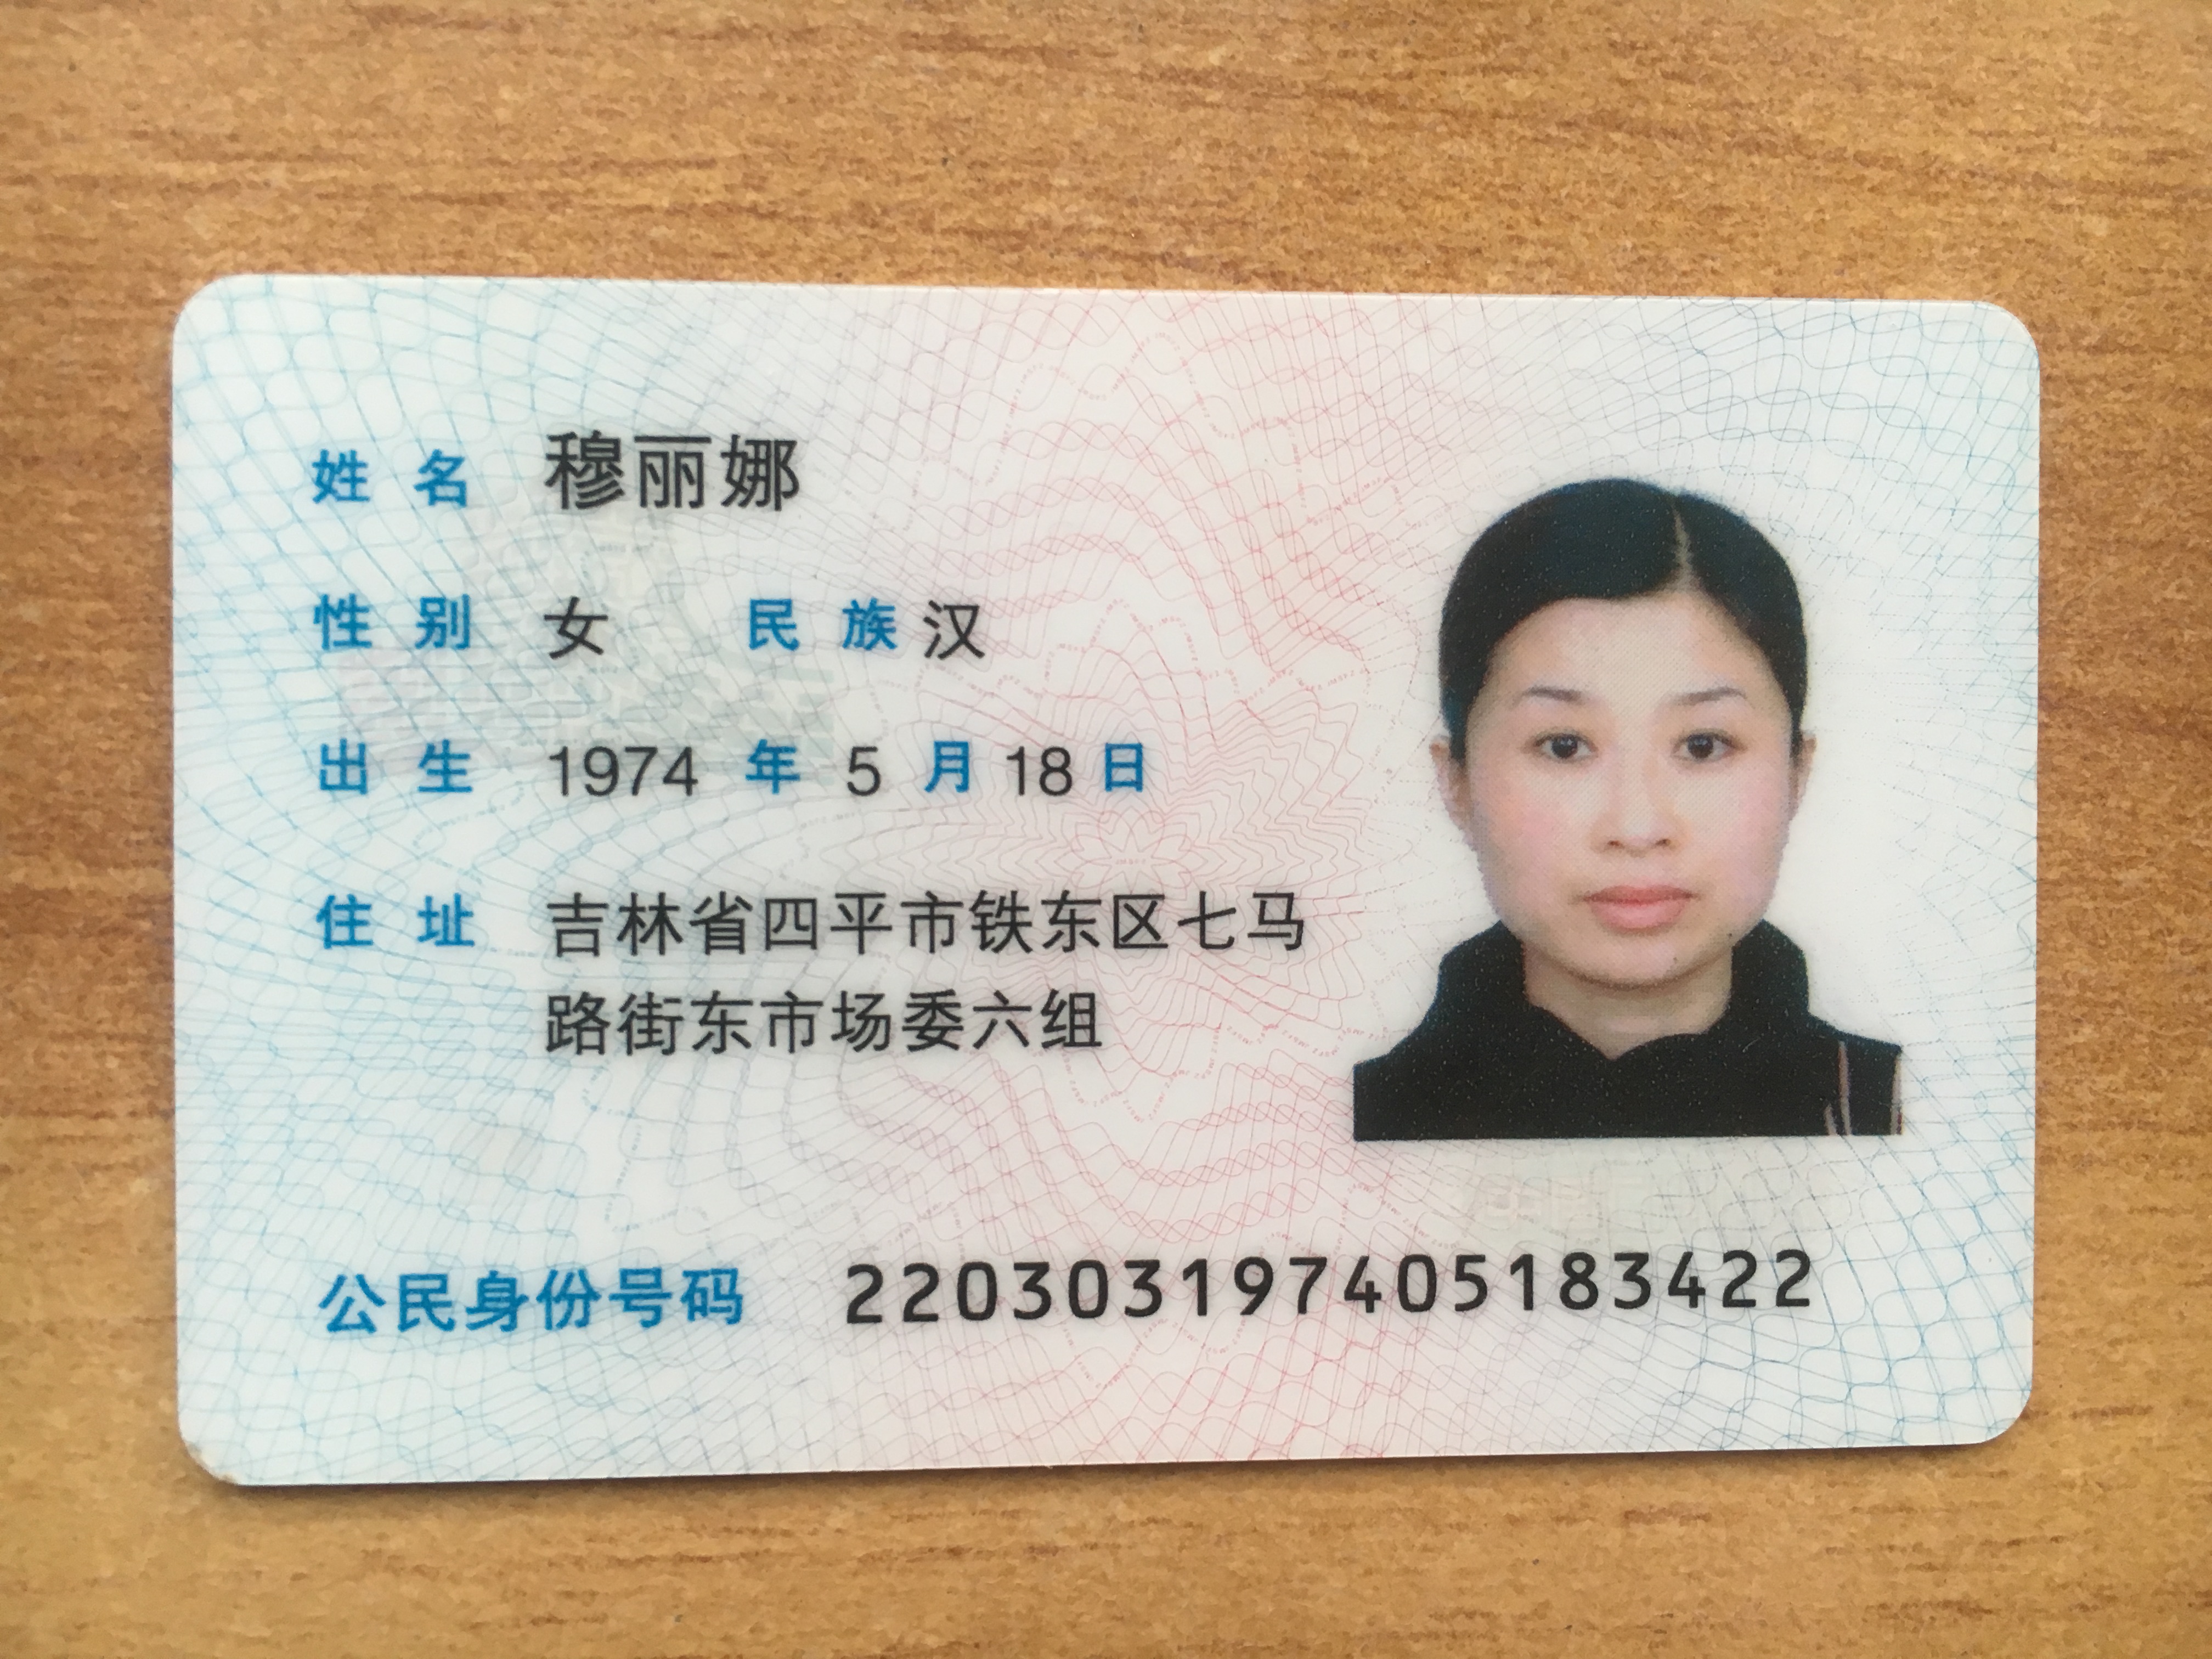 姓名 穆丽娜
性别 女 民族 汉
出生 1974 年 5 月 18 日
住址 吉林省四平市铁东区七马
路街东市场委六组
公民身份号码 220303197405183422